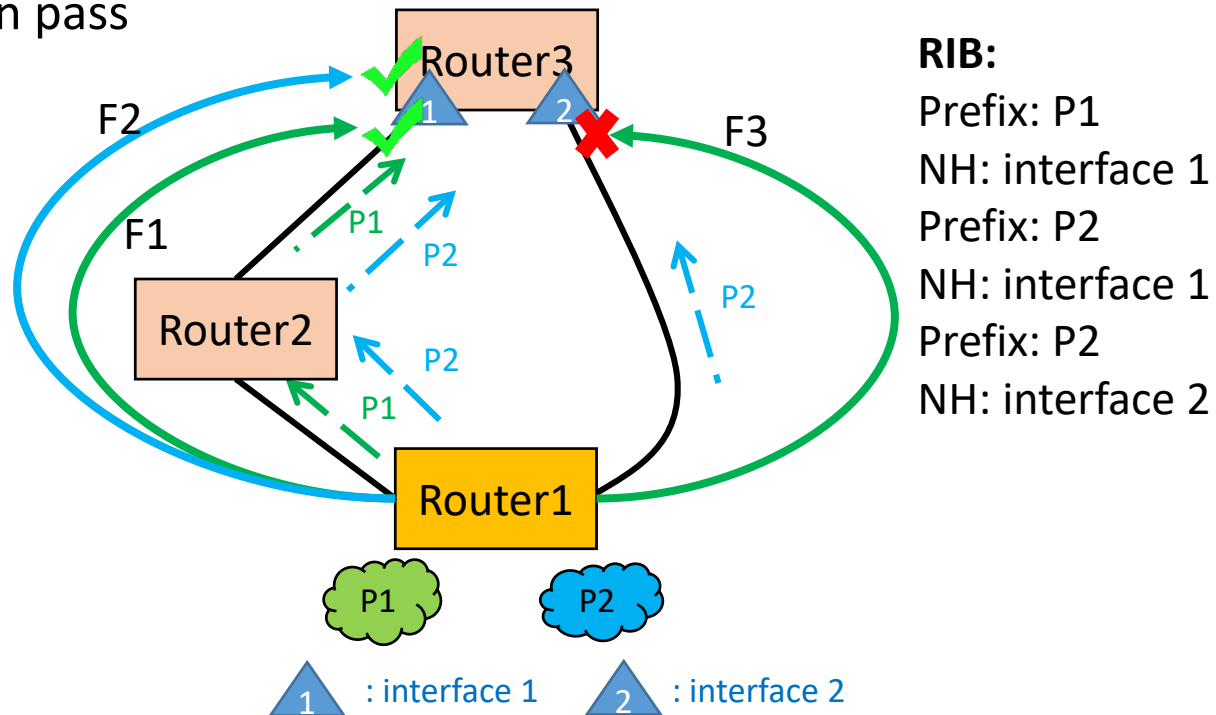 n pass
Router3
1
2
F2
F3
F1
P1
P2
P2
Router2
P2
P1
Router1
P1
P2
1 : interface 1
2 : interface 2
RIB:
Prefix: P1
NH: interface 1
Prefix: P2
NH: interface 1
Prefix: P2
NH: interface 2